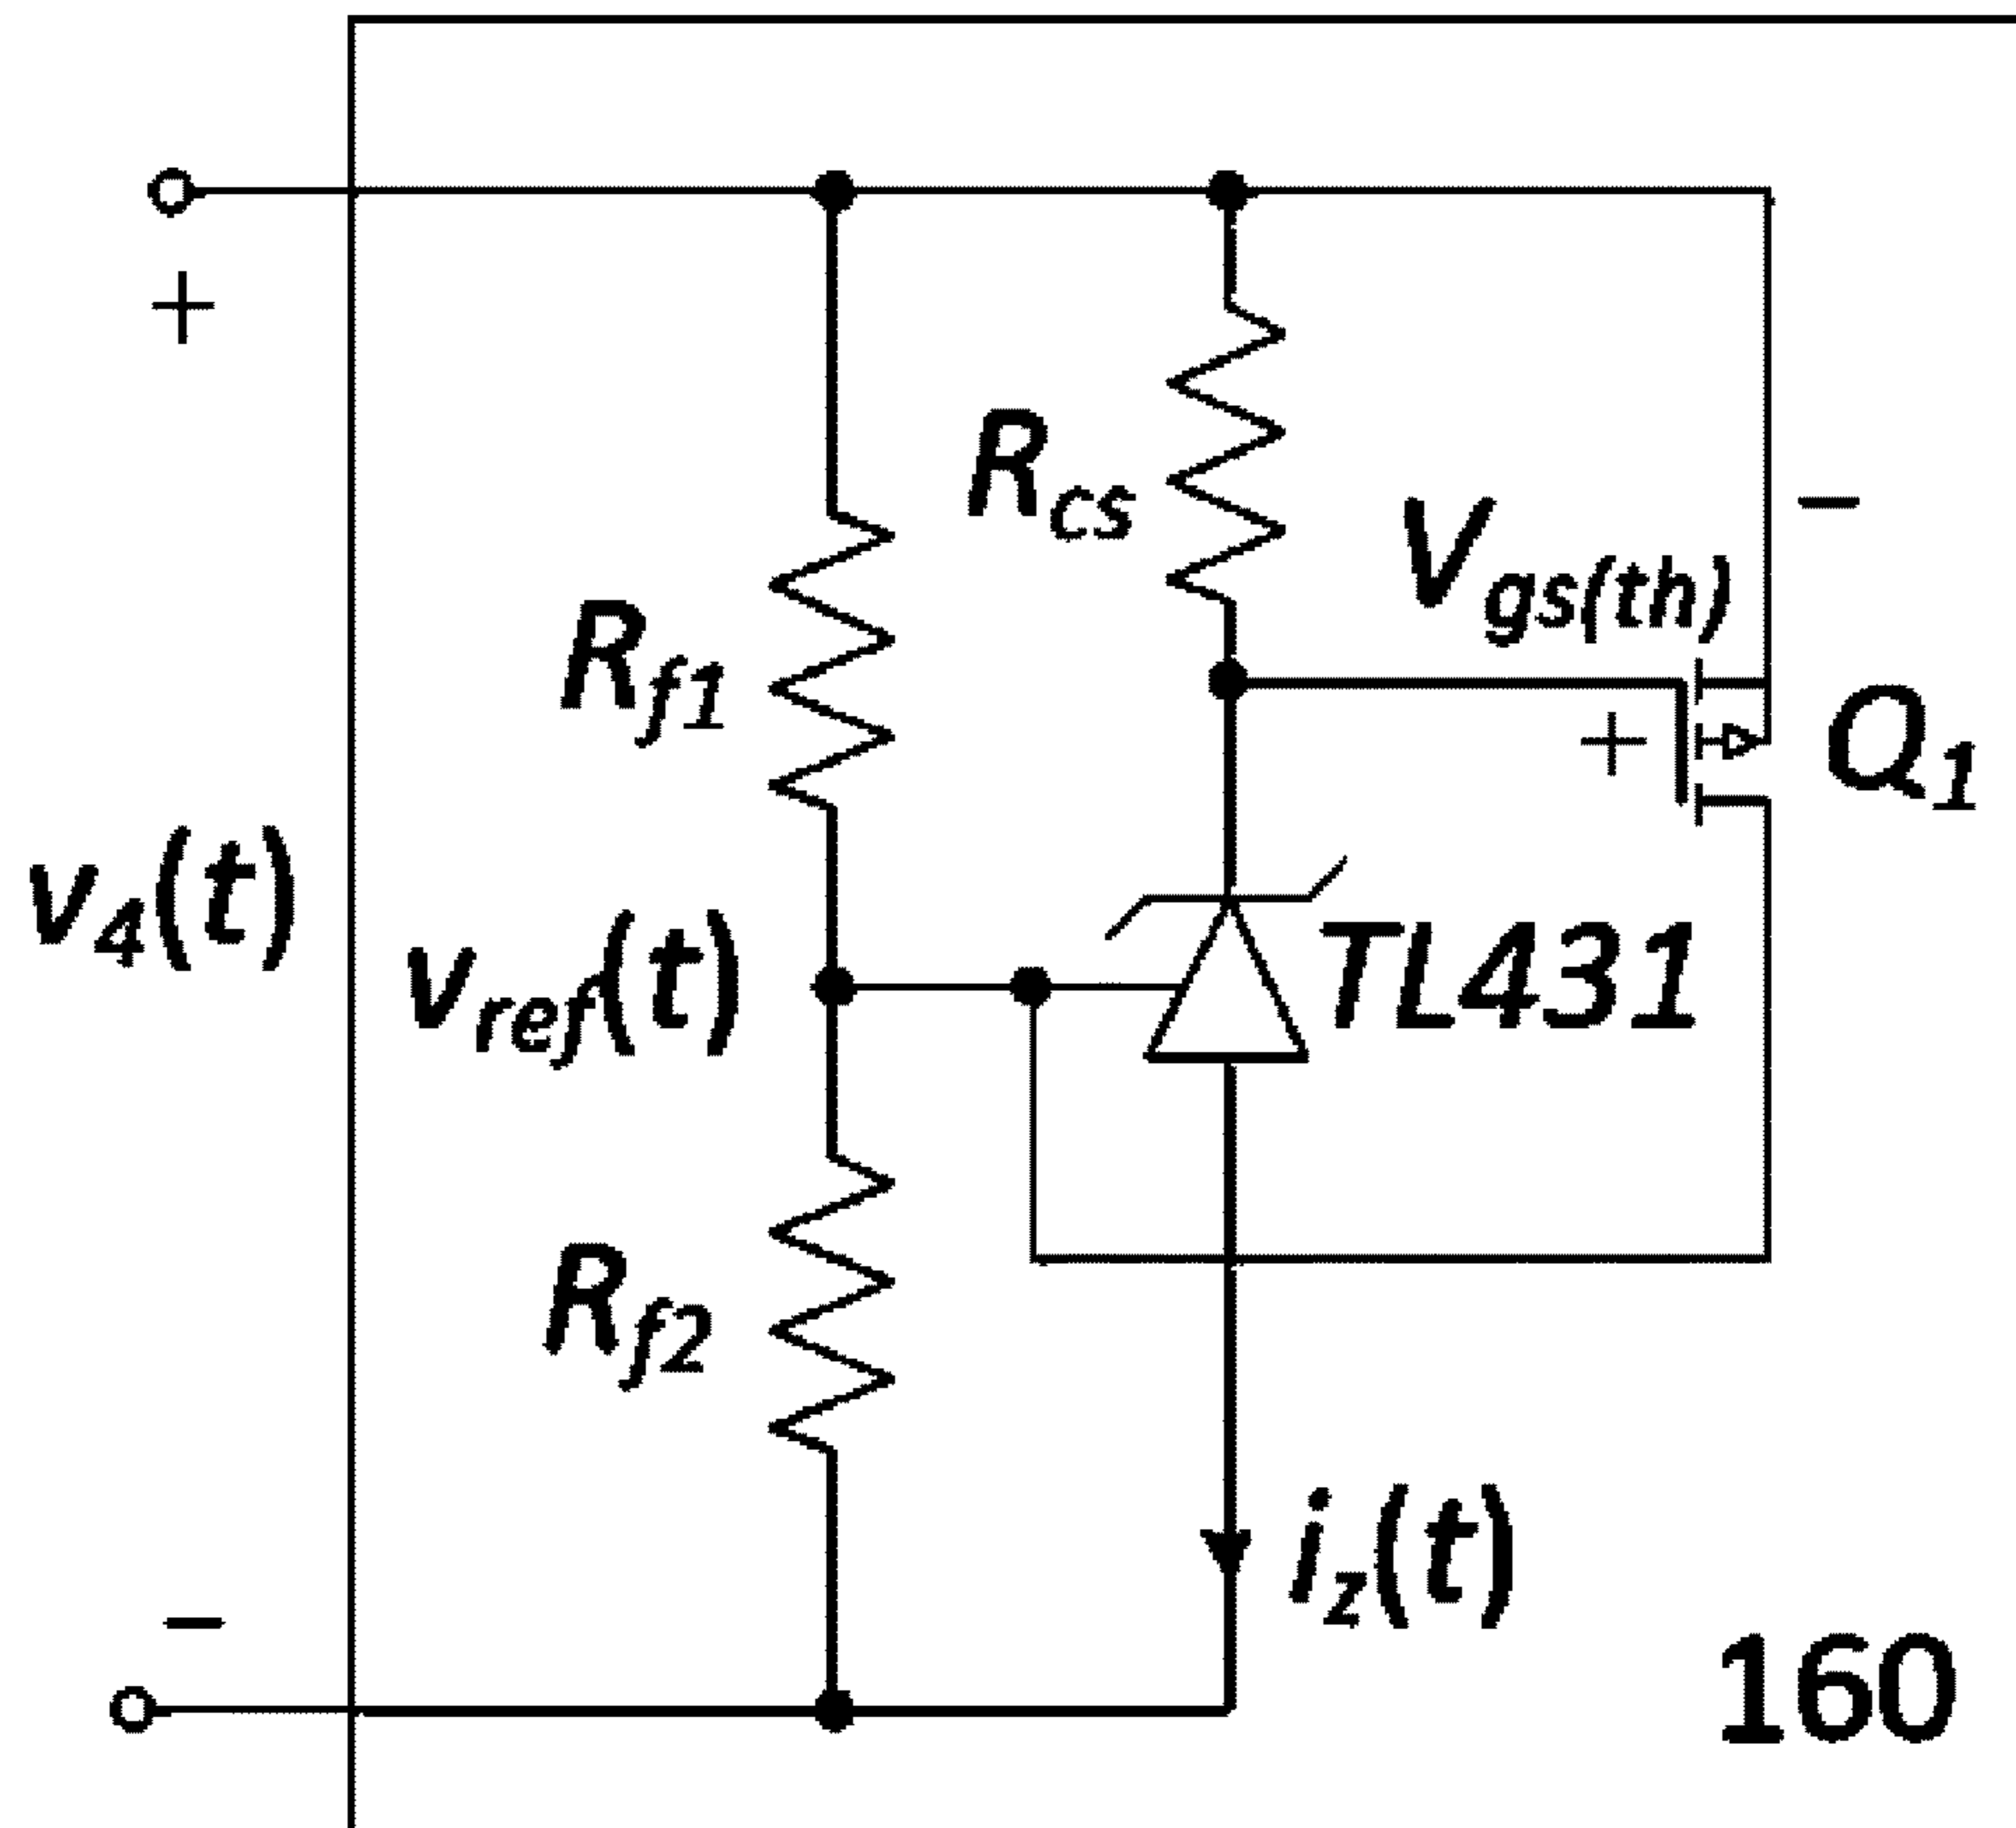 +
R_cs
V_gs(th)
−
R_f1
+
Q_1
v_4(t)
v_ref(t)
TL431
R_f2
i_z(t)
−
160